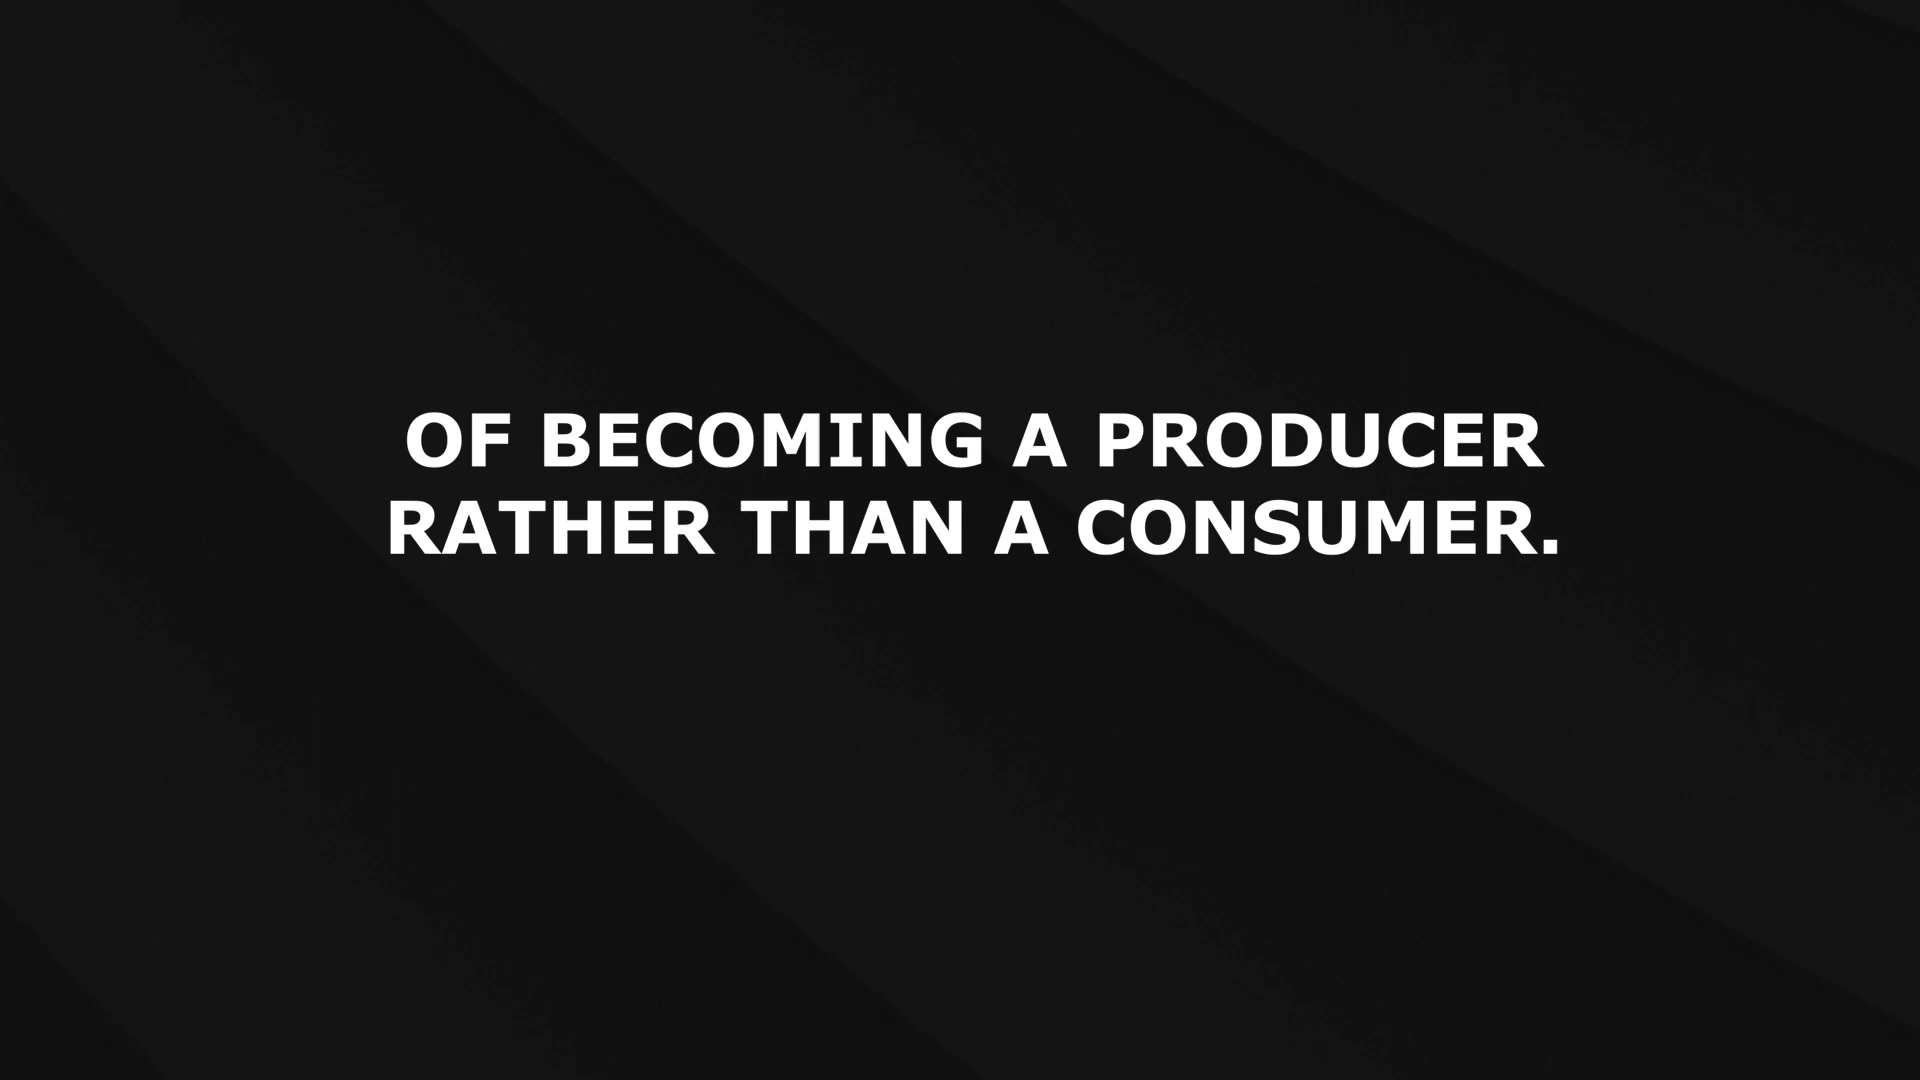 OF BECOMING A PRODUCER
RATHER THAN A CONSUMER.